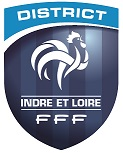 DISTRICT
INDRE ET LOIRE
FFF